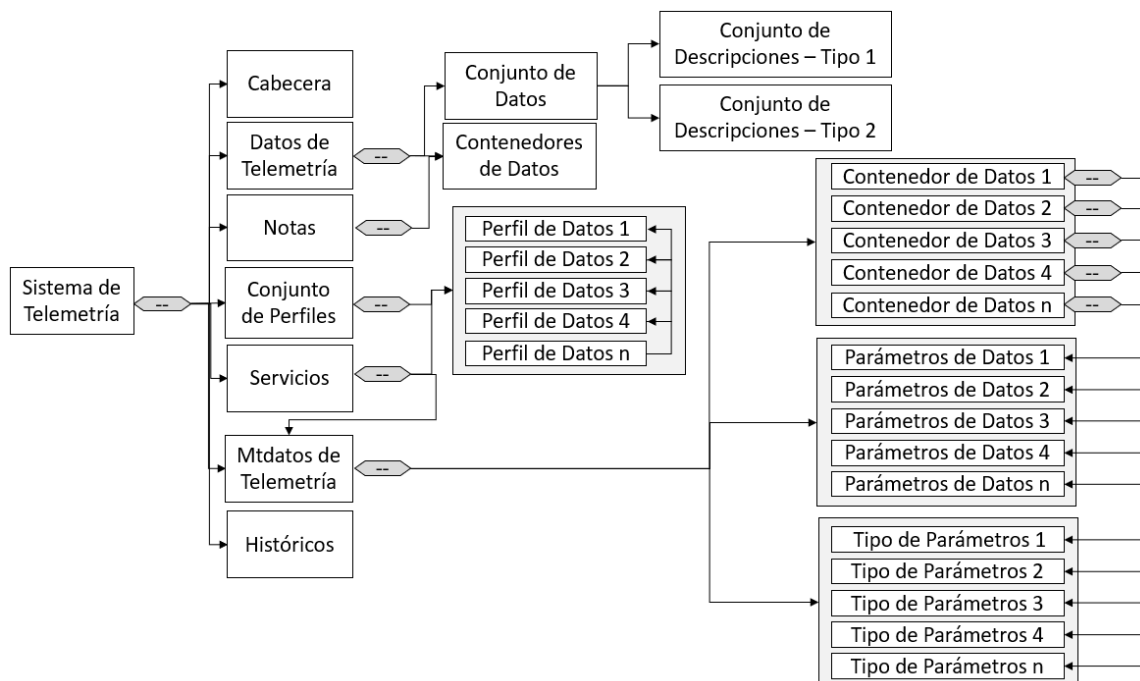 Sistema de
Telemetría
--
Cabecera
Datos de
Telemetría
--
Notas
--
Conjunto
de Perfiles
--
Servicios
--
Mtdatos de
Telemetría
--
Históricos
Conjunto de
Datos
Contenedores
de Datos
Conjunto de
Descripciones – Tipo 1
Conjunto de
Descripciones – Tipo 2
Perfil de Datos 1
Perfil de Datos 2
Perfil de Datos 3
Perfil de Datos 4
Perfil de Datos n
Contenedor de Datos 1 --
Contenedor de Datos 2 --
Contenedor de Datos 3 --
Contenedor de Datos 4 --
Contenedor de Datos n --
Parámetros de Datos 1
Parámetros de Datos 2
Parámetros de Datos 3
Parámetros de Datos 4
Parámetros de Datos n
Tipo de Parámetros 1
Tipo de Parámetros 2
Tipo de Parámetros 3
Tipo de Parámetros 4
Tipo de Parámetros n